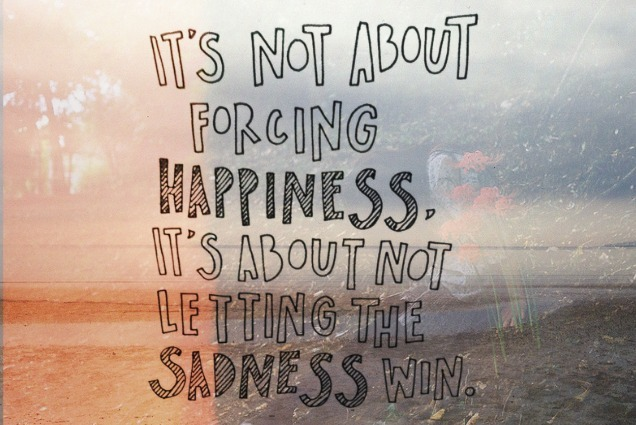 IT'S NOT ABOUT
FORCING
HAPPINESS,
IT'S ABOUT NOT
LETTING THE
SADNESS WIN.